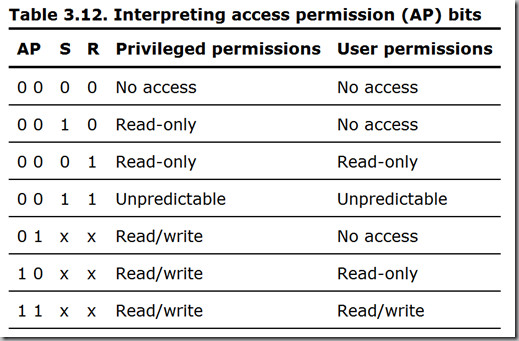 Table 3.12. Interpreting access permission (AP) bits
AP S R Privileged permissions User permissions
0 0 0 0 No access No access
0 0 1 0 Read-only No access
0 0 0 1 Read-only Read-only
0 0 1 1 Unpredictable Unpredictable
0 1 x x Read/write No access
1 0 x x Read/write Read-only
1 1 x x Read/write Read/write